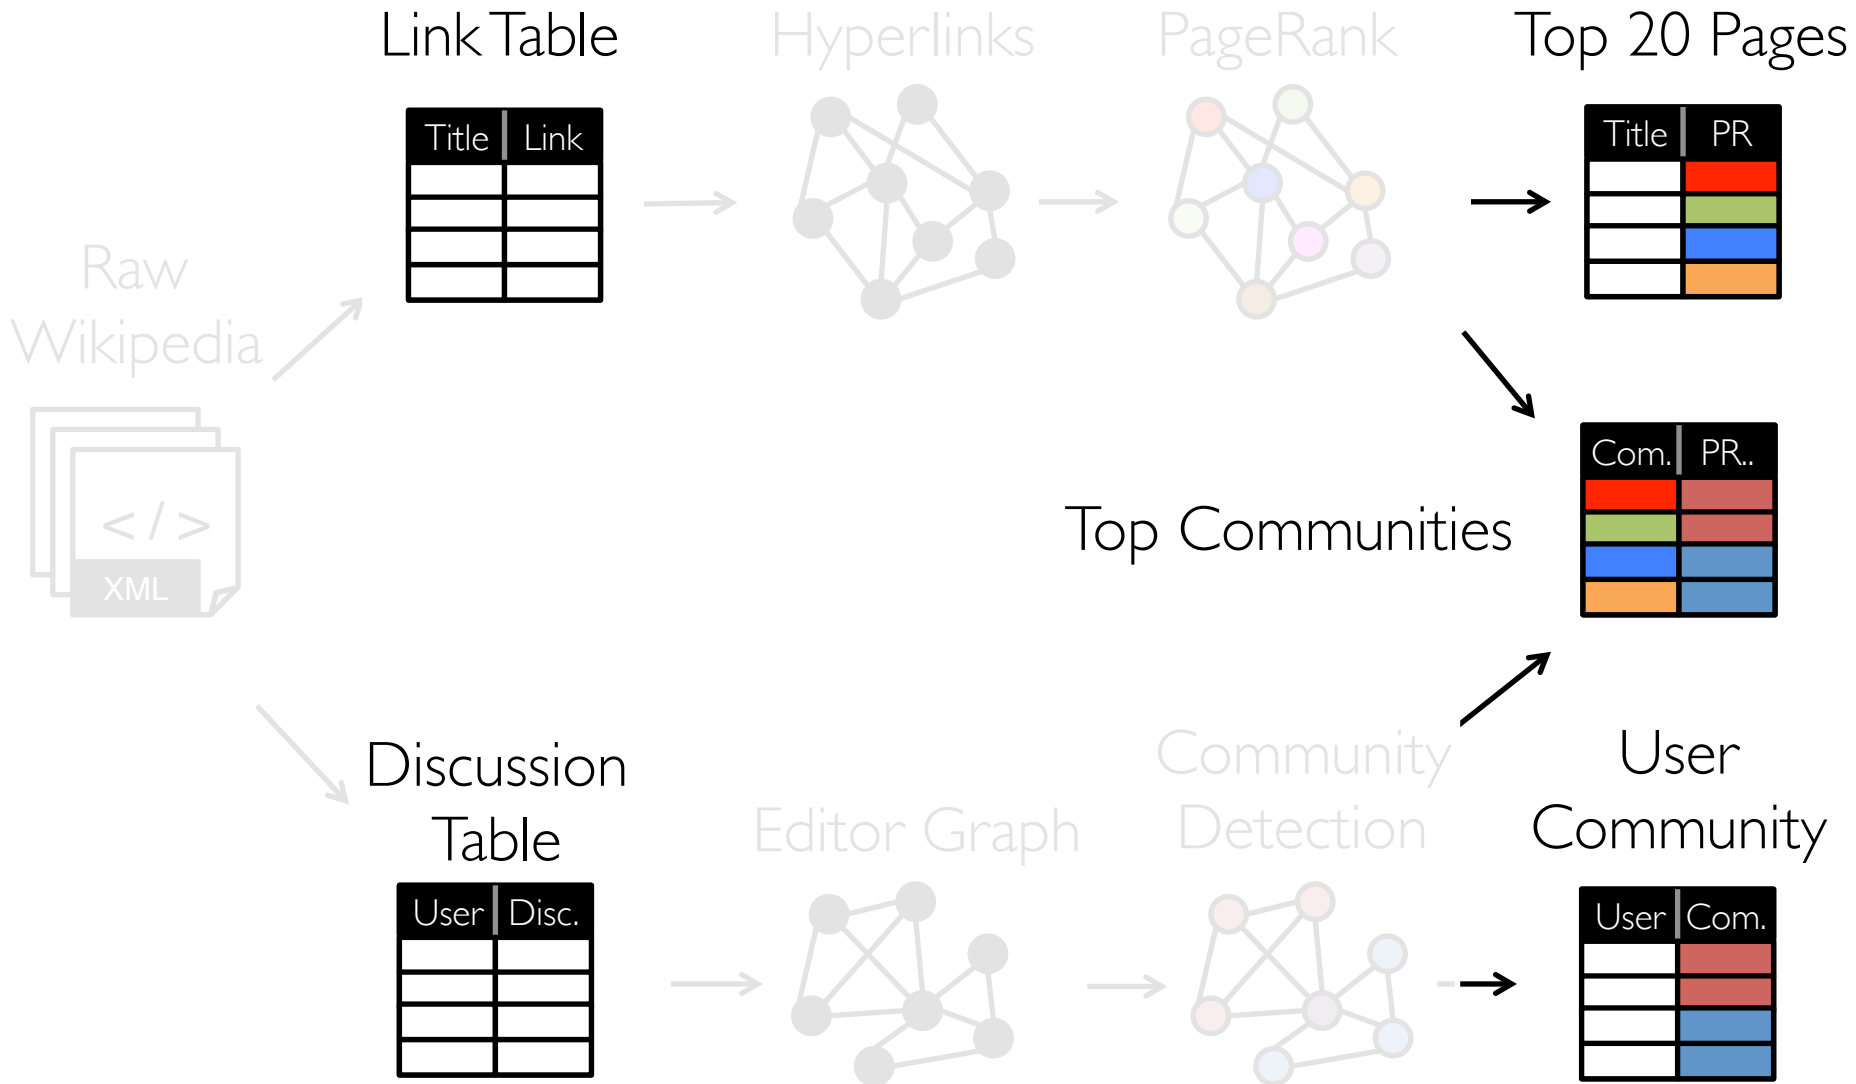 Link Table
Hyperlinks
PageRank
Top 20 Pages
Title Link
Title PR
Raw
Wikipedia
</>
XML
Com. PR..
Top Communities
Discussion
Table
Editor Graph
Community
Detection
User
Community
User Disc.
User Com.